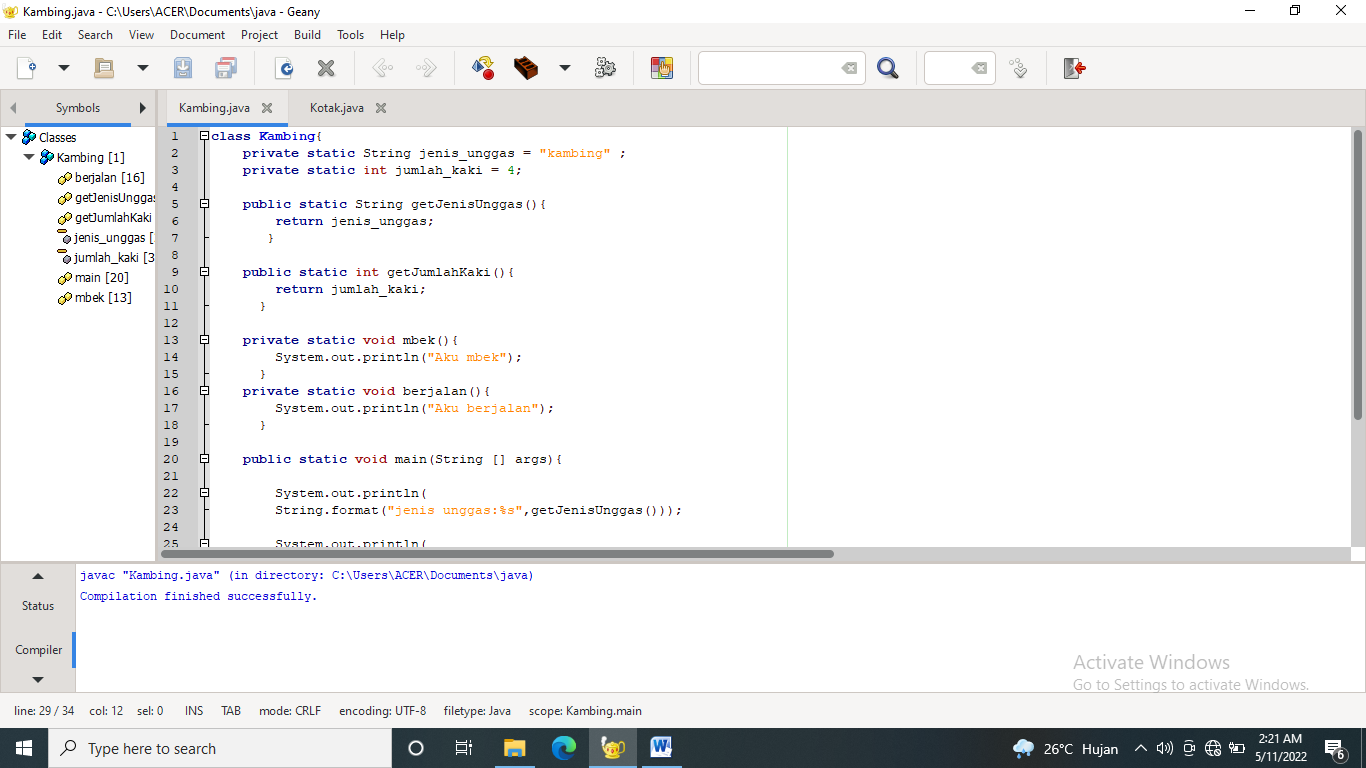 Kambing.java - C:\Users\ACER\Documents\java - Geany
File Edit Search View Document Project Build Tools Help
Symbols
Kambing.java
Kotak.java
Classes
Kambing [1]
berjalan [16]
getJenisUnggas
getJumlahKaki
jenis_unggas [
jumlah_kaki [3
main [20]
mbek [13]
1 class Kambing{
2 private static String jenis_unggas = "kambing" ;
3 private static int jumlah_kaki = 4;
4
5 public static String getJenisUnggas(){
6 return jenis_unggas;
7 }
8
9 public static int getJumlahKaki(){
10 return jumlah_kaki;
11 }
12
13 private static void mbek(){
14 System.out.println("Aku mbek");
15 }
16 private static void berjalan(){
17 System.out.println("Aku berjalan");
18 }
19
20 public static void main(String [] args){
21
22 System.out.println(
23 String.format("jenis unggas:%s",getJenisUnggas()));
24
25 System.out.println(
Status
Compiler
javac "Kambing.java" (in directory: C:\Users\ACER\Documents\java)
Compilation finished successfully.
Activate Windows
Go to Settings to activate Windows.
line: 29 / 34 col: 12 sel: 0 INS TAB mode: CRLF encoding: UTF-8 filetype: Java scope: Kambing.main
Type here to search
26°C Hujan
2:21 AM
5/11/2022
6